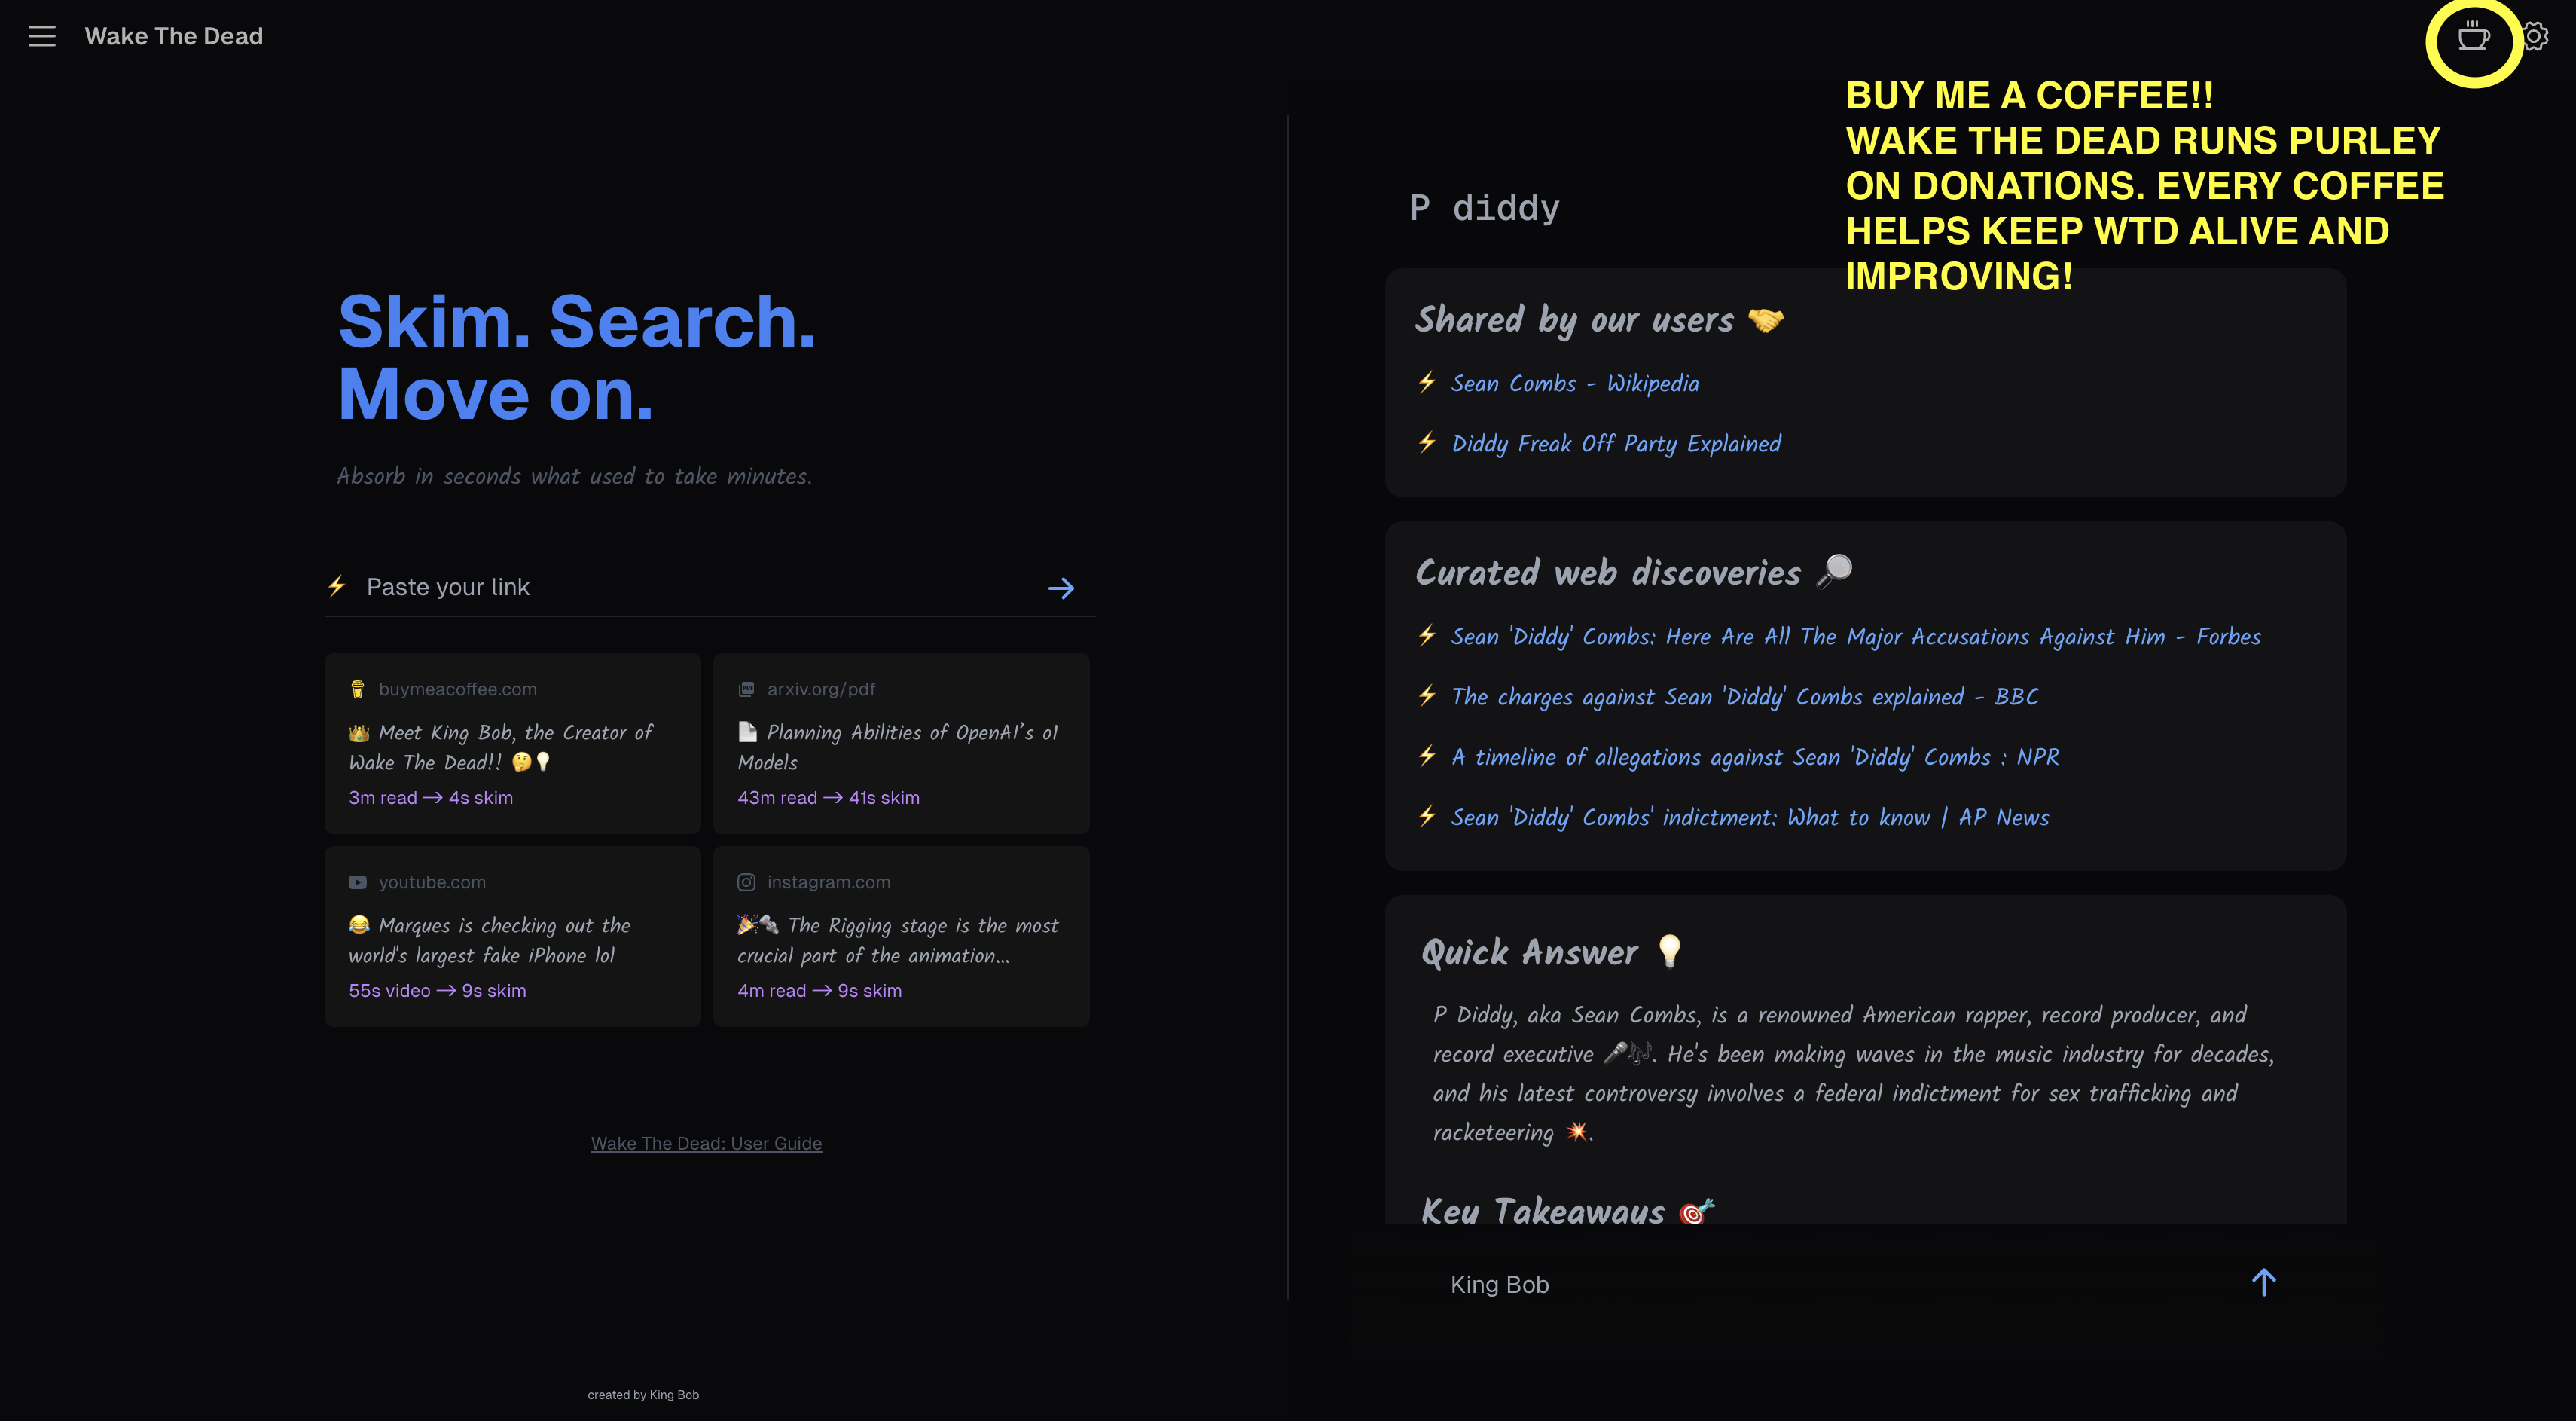 Wake The Dead
BUY ME A COFFEE!!
WAKE THE DEAD RUNS PURLEY
ON DONATIONS. EVERY COFFEE
HELPS KEEP WTD ALIVE AND
IMPROVING!
Skim. Search.
Move on.
Absorb in seconds what used to take minutes.
⚡ Paste your link
buymeacoffee.com
👑 Meet King Bob, the Creator of
Wake The Dead!! 🤔💡
3m read → 4s skim
arxiv.org/pdf
📄 Planning Abilities of OpenAI’s o1
Models
43m read → 41s skim
youtube.com
😂 Marques is checking out the
world's largest fake iPhone lol
55s video → 9s skim
instagram.com
🎉🔩 The Rigging stage is the most
crucial part of the animation...
4m read → 9s skim
Wake The Dead: User Guide
created by King Bob
P diddy
Shared by our users 🤝
⚡ Sean Combs - Wikipedia
⚡ Diddy Freak Off Party Explained
Curated web discoveries 🔎
⚡ Sean 'Diddy' Combs: Here Are All The Major Accusations Against Him - Forbes
⚡ The charges against Sean 'Diddy' Combs explained - BBC
⚡ A timeline of allegations against Sean 'Diddy' Combs : NPR
⚡ Sean 'Diddy' Combs' indictment: What to know | AP News
Quick Answer 💡
P Diddy, aka Sean Combs, is a renowned American rapper, record producer, and
record executive 🎤🎶. He's been making waves in the music industry for decades,
and his latest controversy involves a federal indictment for sex trafficking and
racketeering 💥.
Key Takeaways 🎯
King Bob